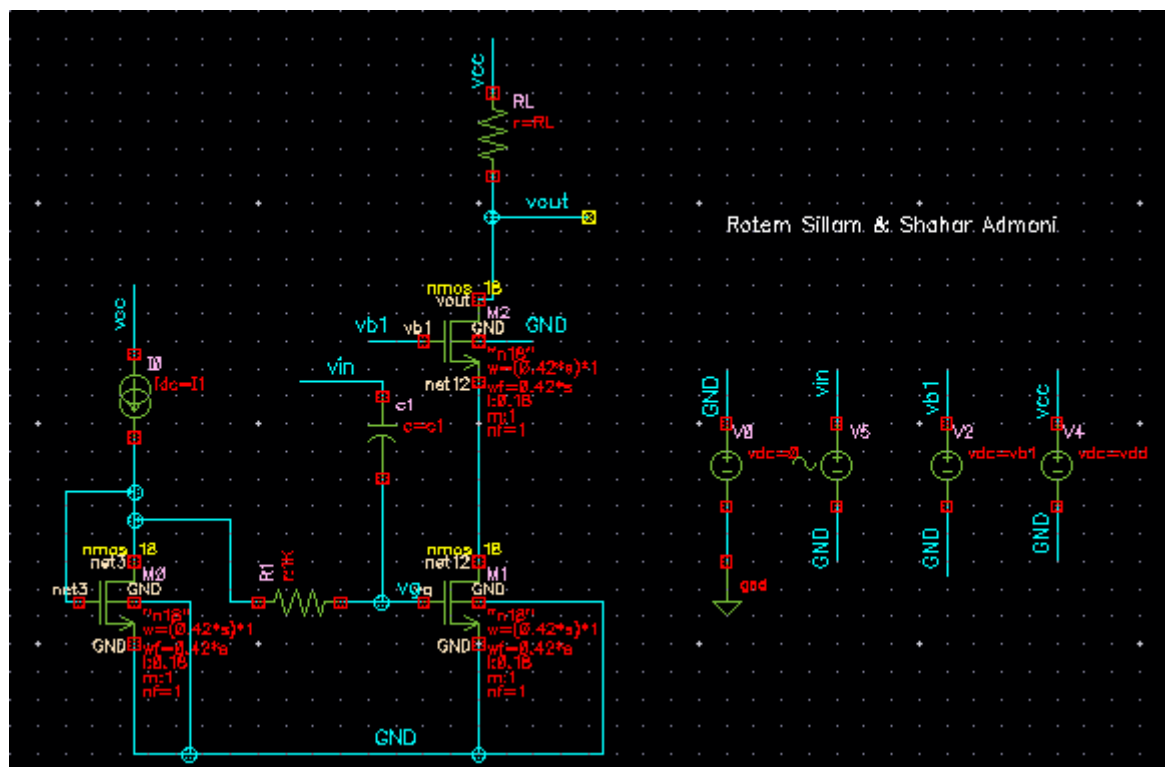 vcc
RL
r=RL
vout
Rotem Sillam & Shahar Admoni
nmos_18
vout
M2
vb1
vb1
GND
GND
"n18"
w=(0.42*s)*1
wf=0.42*s
l:0.18
m:1
nf=1
net12
vcc
I0
Idc=I1
vin
c1
c=c1
GND
V0
vdc=0
gnd
vin
V5
GND
vb1
V2
vdc=vb1
GND
vcc
V4
vdc=vdd
GND
nmos_18
net3
M0
net3
GND
"n18"
w=(0.42*s)*1
wf=0.42*s
l:0.18
m:1
nf=1
GND
R1
r:1K
vg
nmos_18
net12
M1
GND
"n18"
w=(0.42*s)*1
wf=0.42*s
l:0.18
m:1
nf=1
GND
GND